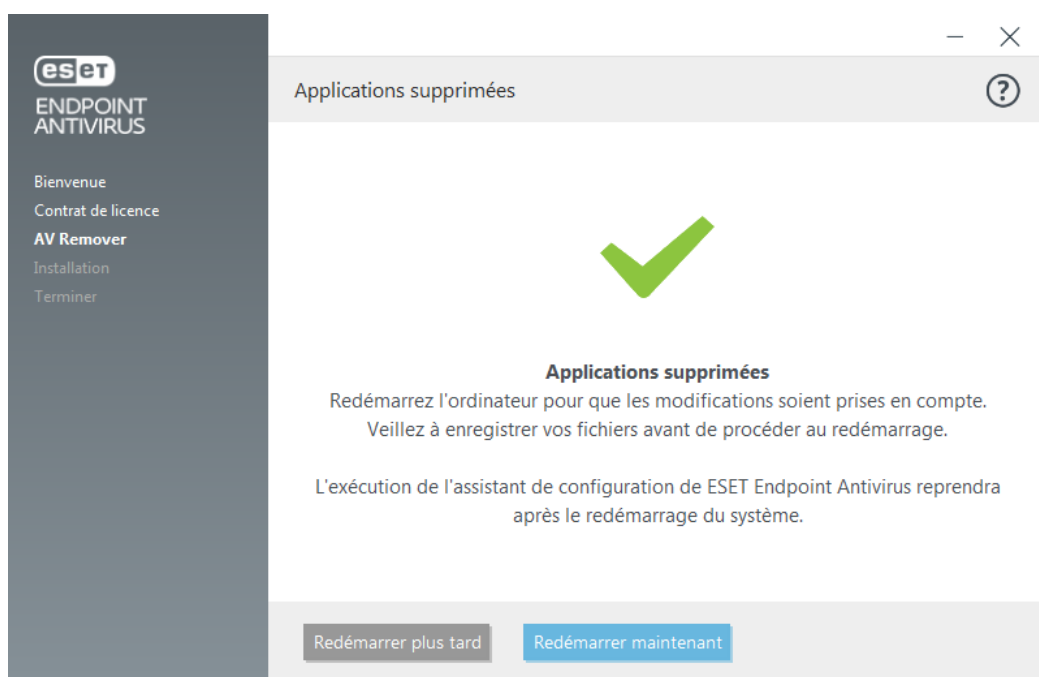 eset
ENDPOINT
ANTIVIRUS
Bienvenue
Contrat de licence
AV Remover
Installation
Terminer
Applications supprimées
?
Applications supprimées
Redémarrez l'ordinateur pour que les modifications soient prises en compte.
Veillez à enregistrer vos fichiers avant de procéder au redémarrage.
L'exécution de l'assistant de configuration de ESET Endpoint Antivirus reprendra
après le redémarrage du système.
Redémarrer plus tard
Redémarrer maintenant